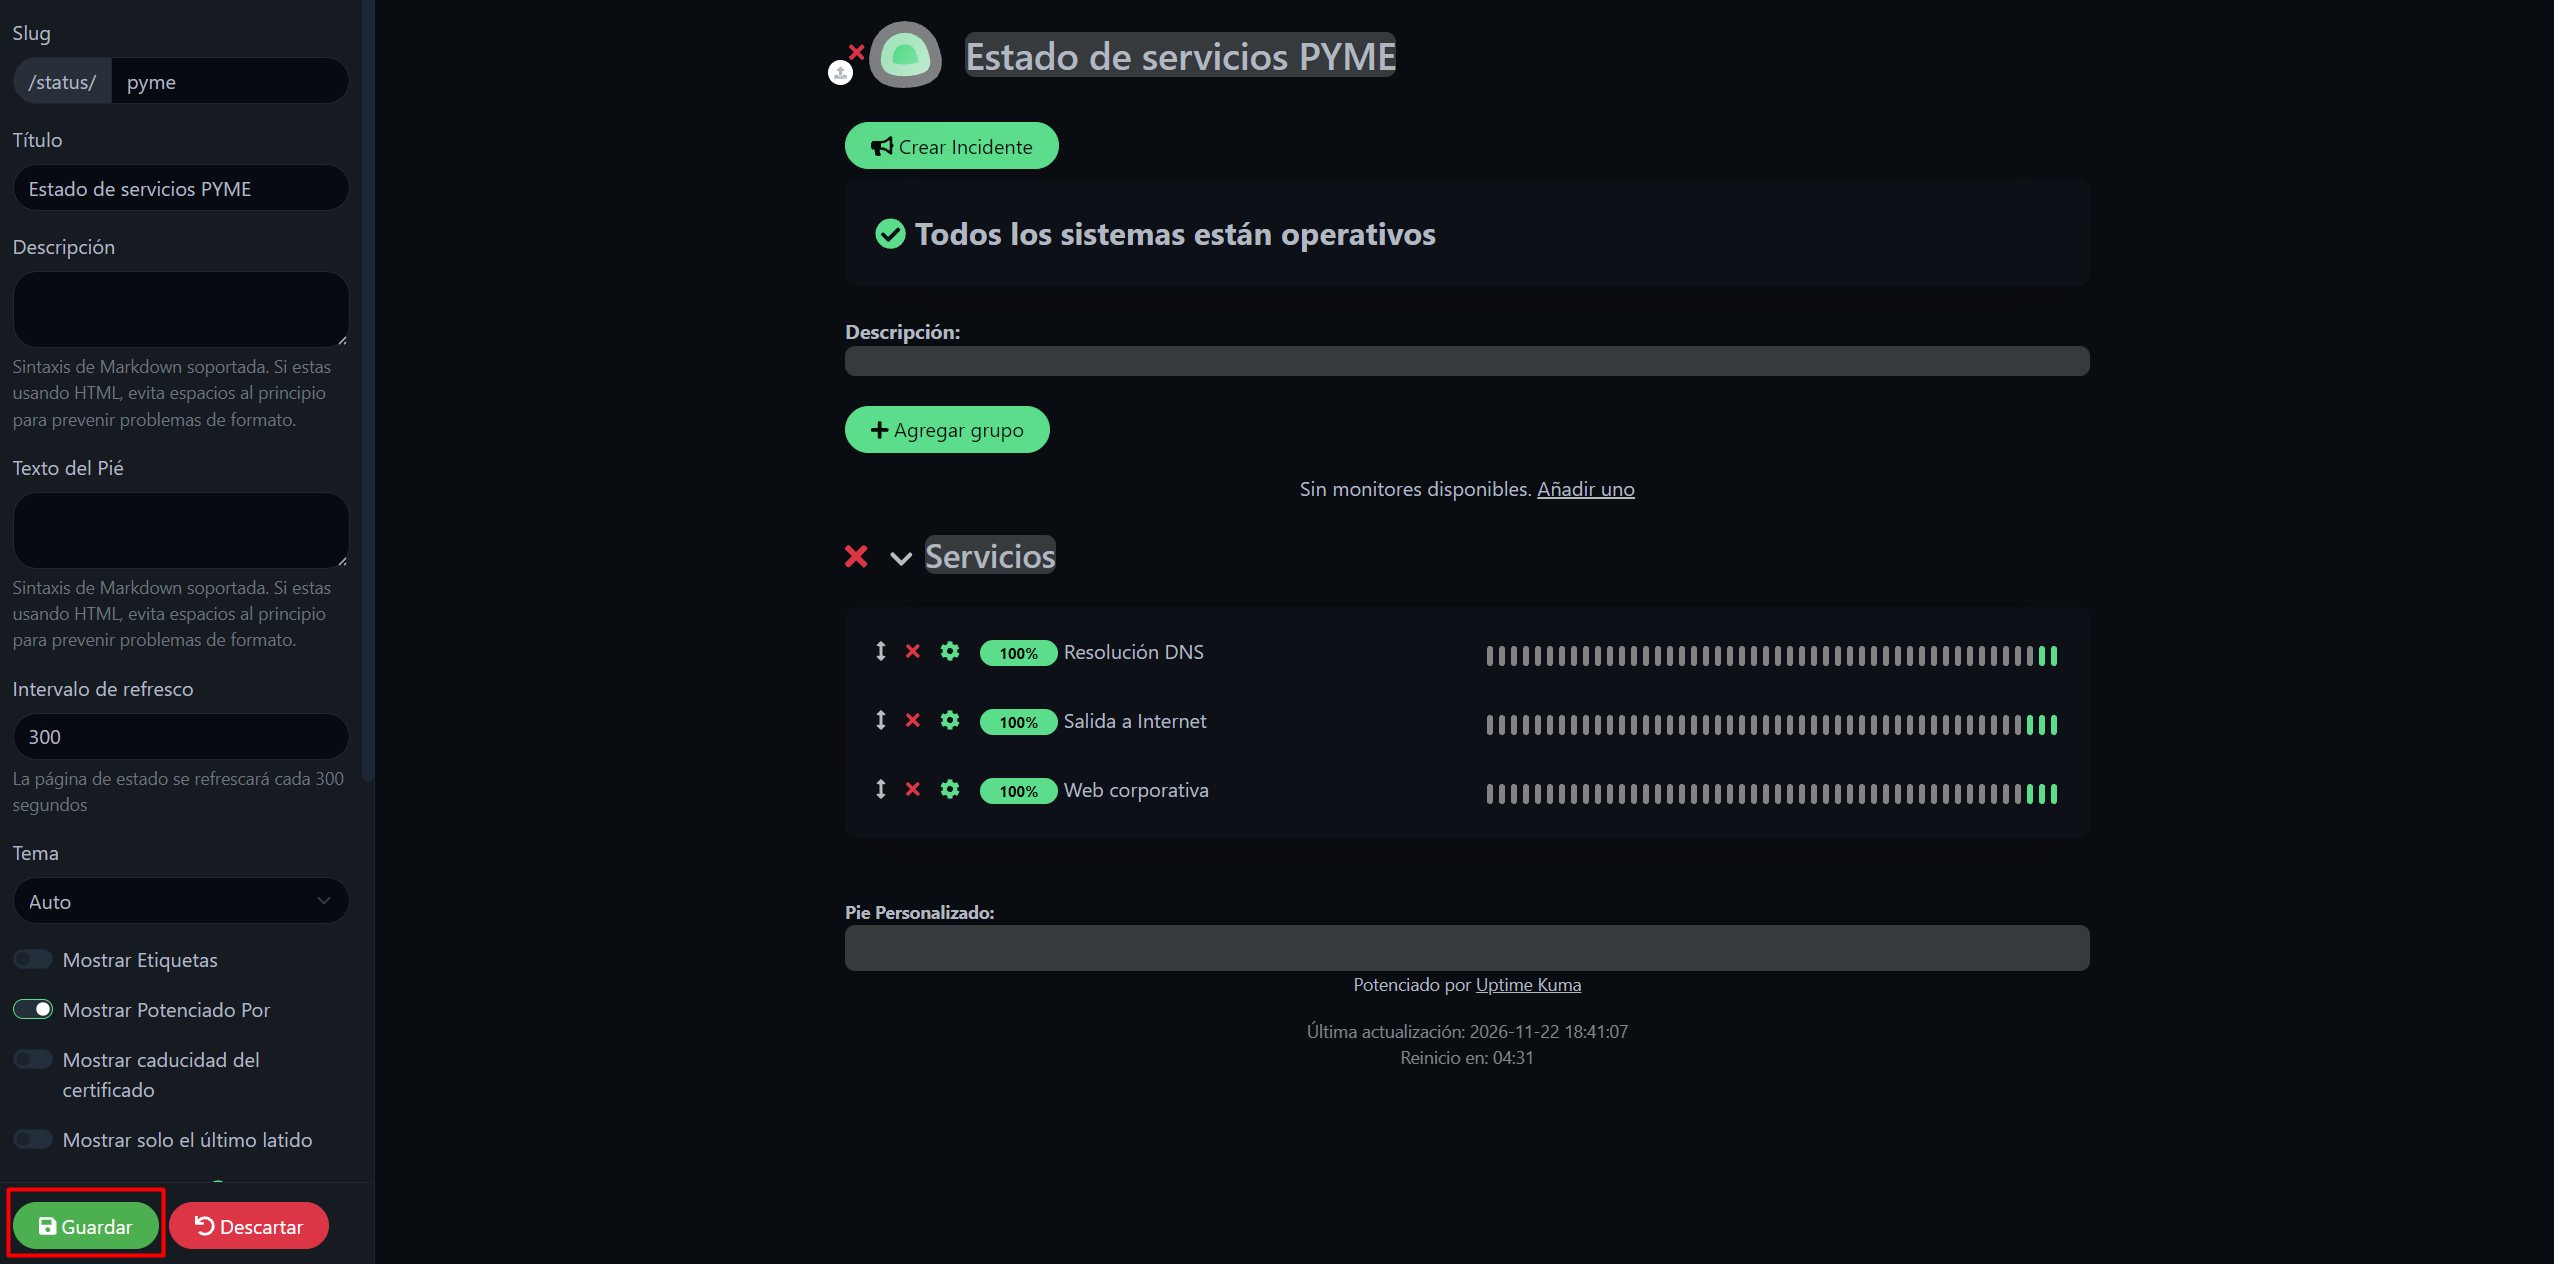 Slug
/status/ pyme
Título
Estado de servicios PYME
Descripción
Sintaxis de Markdown soportada. Si estas
usando HTML, evita espacios al principio
para prevenir problemas de formato.
Texto del Pié
Sintaxis de Markdown soportada. Si estas
usando HTML, evita espacios al principio
para prevenir problemas de formato.
Intervalo de refresco
300
La página de estado se refrescará cada 300
segundos
Tema
Auto
Mostrar Etiquetas
Mostrar Potenciado Por
Mostrar caducidad del
certificado
Mostrar solo el último latido
Guardar
Descartar
Estado de servicios PYME
Crear Incidente
Todos los sistemas están operativos
Descripción:
Agregar grupo
Sin monitores disponibles. Añadir uno
Servicios
100% Resolución DNS
100% Salida a Internet
100% Web corporativa
Pie Personalizado:
Potenciado por Uptime Kuma
Última actualización: 2026-11-22 18:41:07
Reinicio en: 04:31